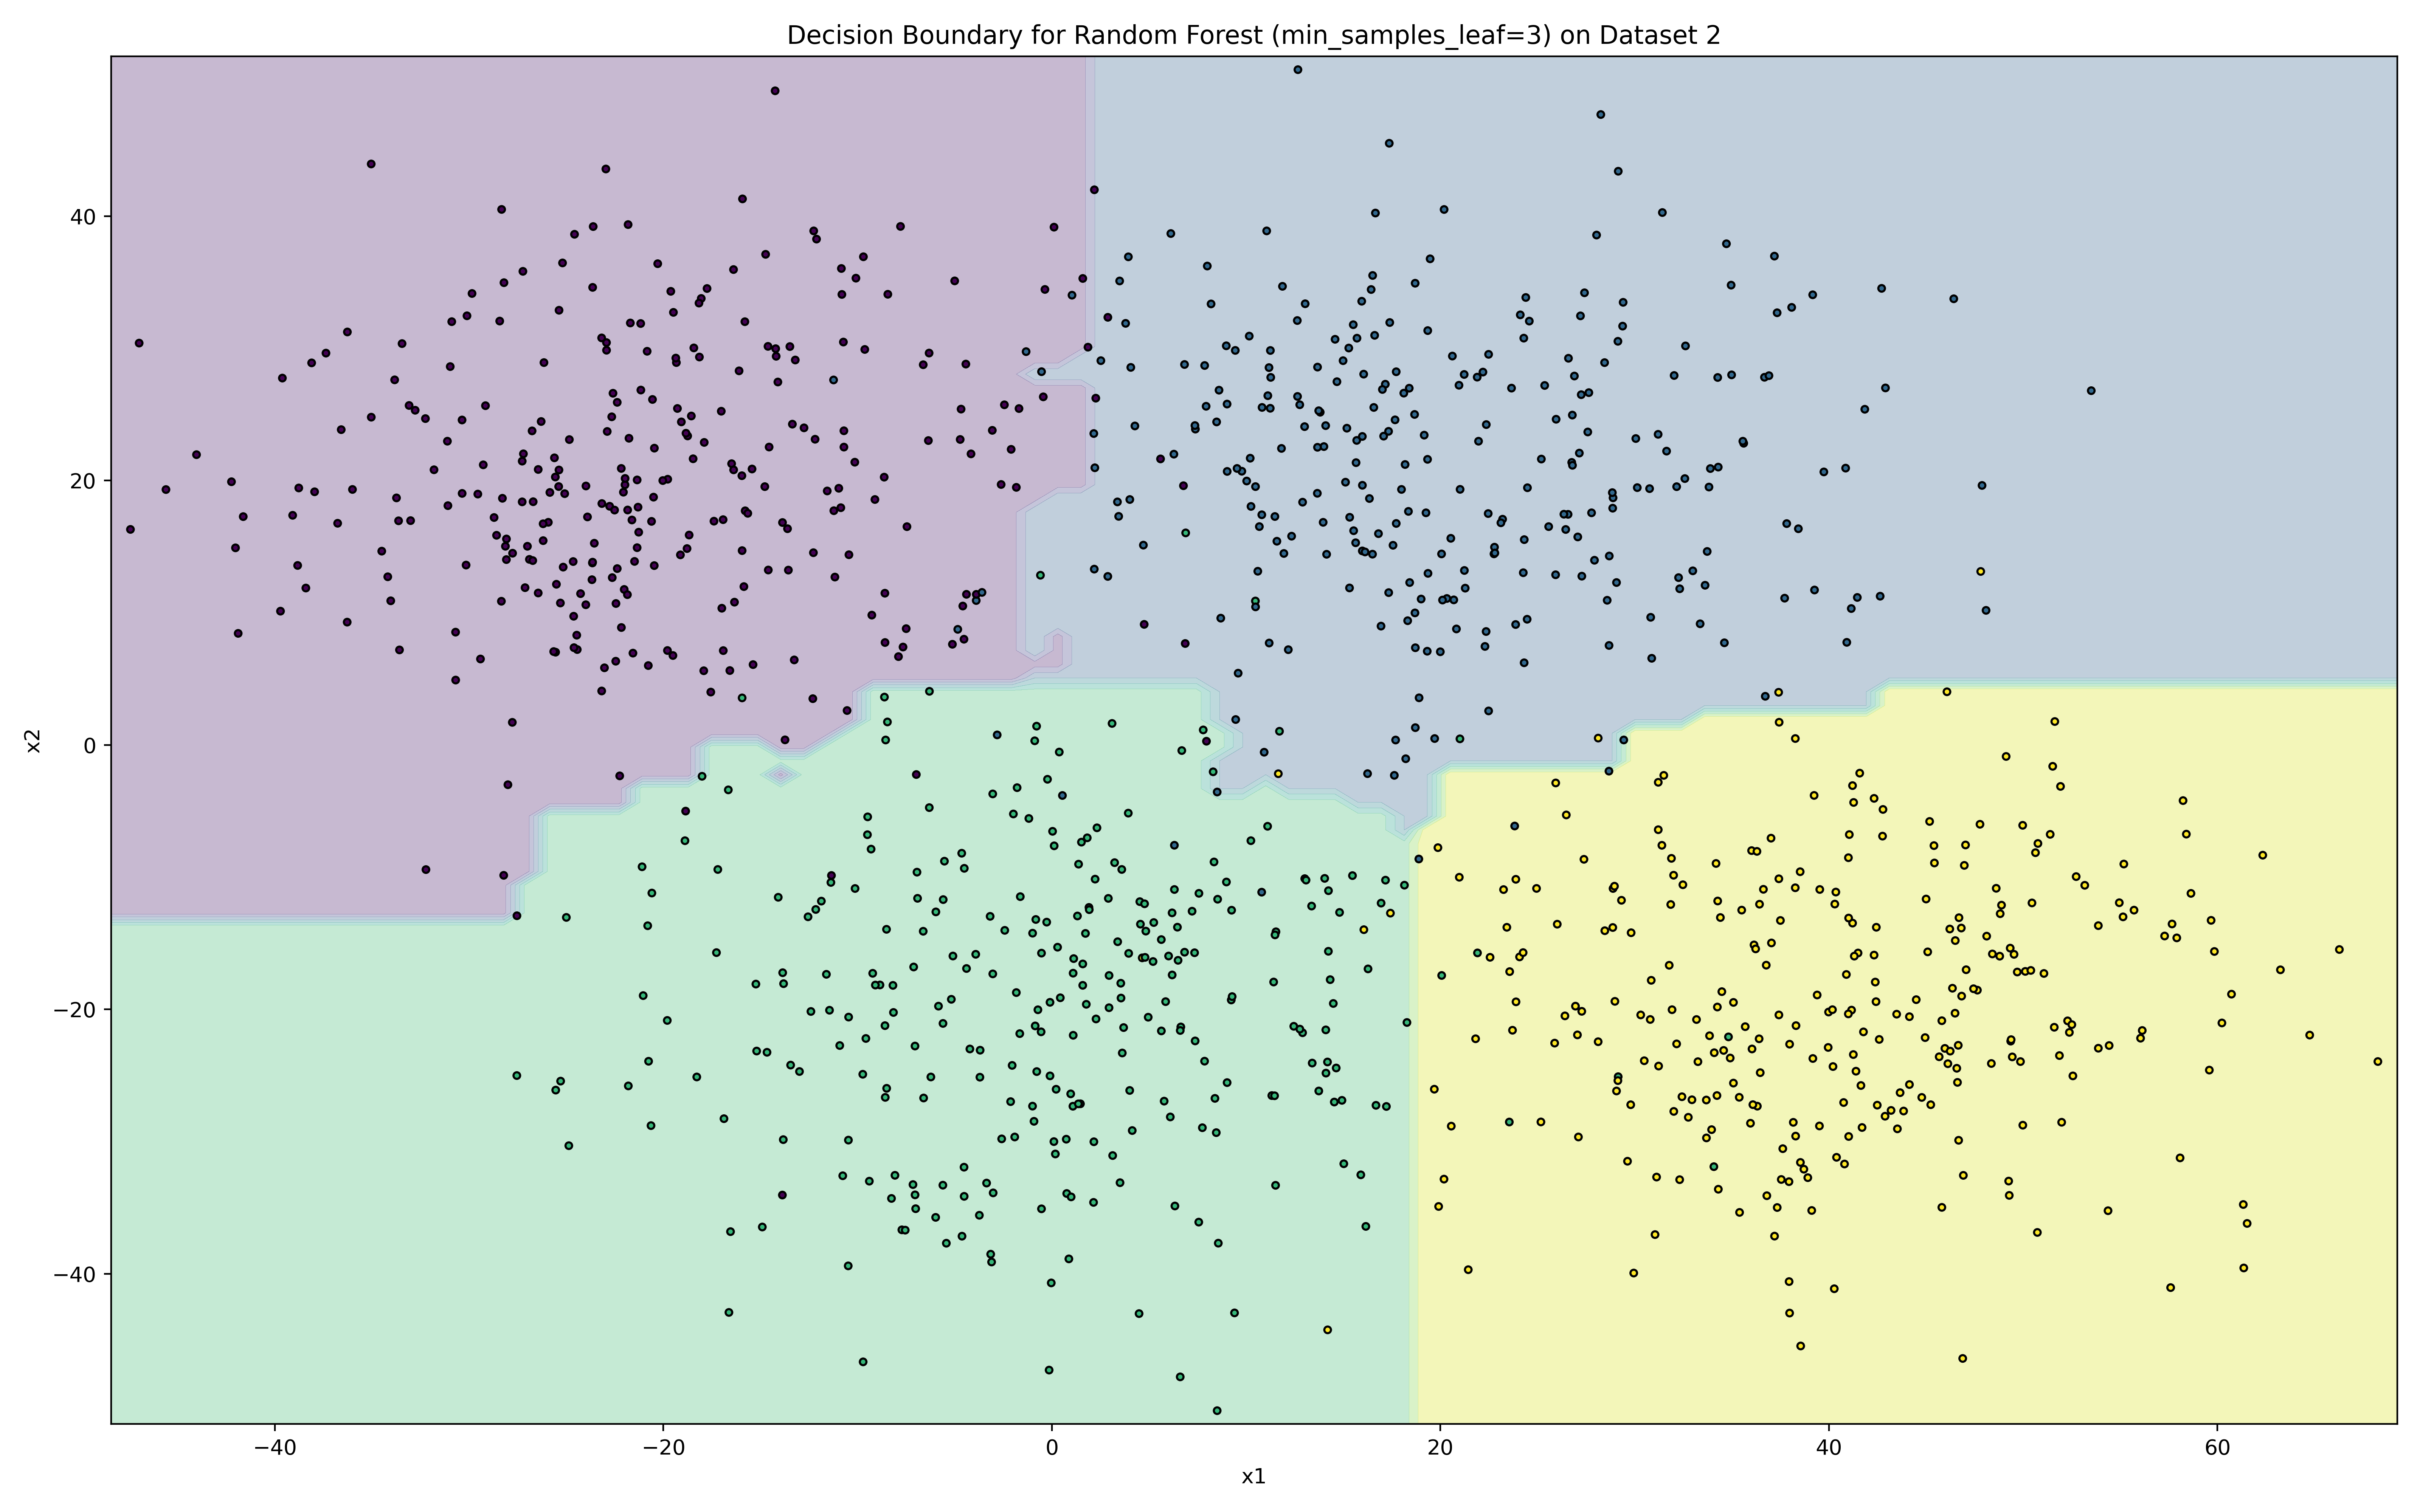 Decision Boundary for Random Forest (min_samples_leaf=3) on Dataset 2
40
20
0
−20
−40
x2
−40 −20 0 20 40 60
x1